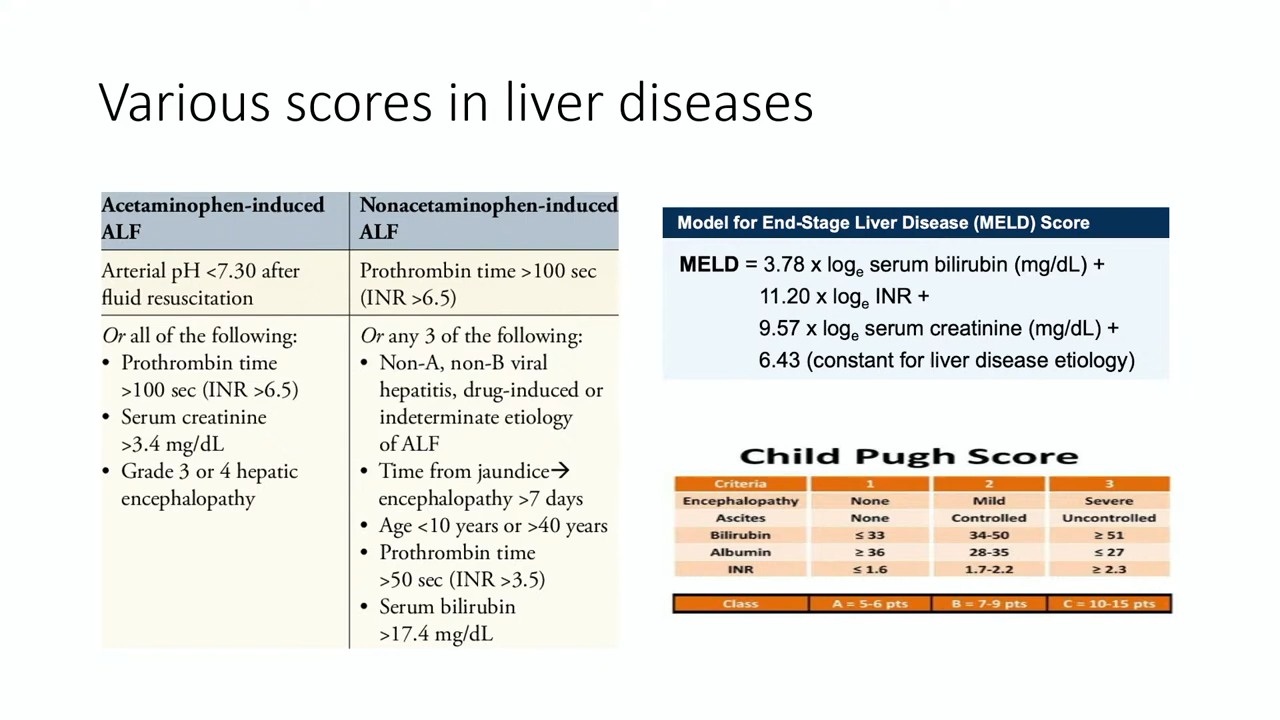 Various scores in liver diseases
Acetaminophen-induced
ALF
Nonacetaminophen-induced
ALF
Arterial pH <7.30 after
fluid resuscitation
Prothrombin time >100 sec
(INR >6.5)
Or all of the following:
• Prothrombin time
>100 sec (INR >6.5)
• Serum creatinine
>3.4 mg/dL
• Grade 3 or 4 hepatic
encephalopathy
Or any 3 of the following:
• Non-A, non-B viral
hepatitis, drug-induced or
indeterminate etiology
of ALF
• Time from jaundice→
encephalopathy >7 days
• Age <10 years or >40 years
• Prothrombin time
>50 sec (INR >3.5)
• Serum bilirubin
>17.4 mg/dL
Model for End-Stage Liver Disease (MELD) Score
MELD = 3.78 x loge serum bilirubin (mg/dL) +
11.20 x loge INR +
9.57 x loge serum creatinine (mg/dL) +
6.43 (constant for liver disease etiology)
Child Pugh Score
Criteria 1 2 3
Encephalopathy None Mild Severe
Ascites None Controlled Uncontrolled
Bilirubin ≤ 33 34-50 ≥ 51
Albumin ≥ 36 28-35 ≤ 27
INR ≤ 1.6 1.7-2.2 ≥ 2.3
Class A = 5-6 pts B = 7-9 pts C = 10-15 pts